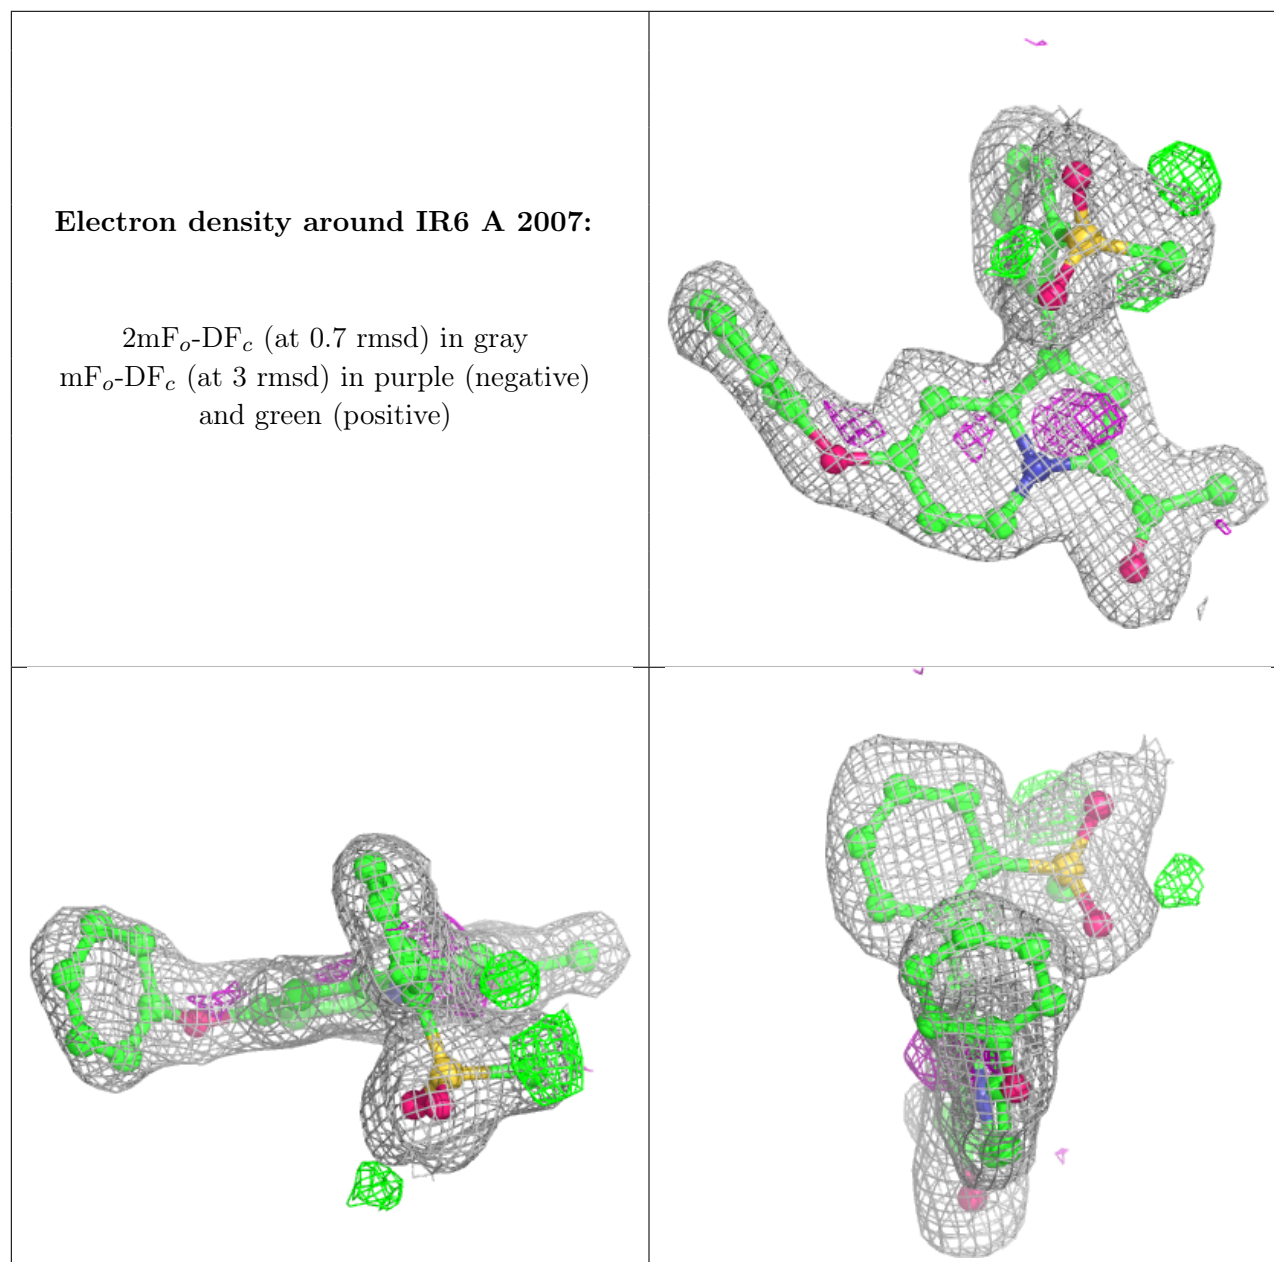 Electron density around IR6 A 2007:
2mFo-DFc (at 0.7 rmsd) in gray
mFo-DFc (at 3 rmsd) in purple (negative)
and green (positive)